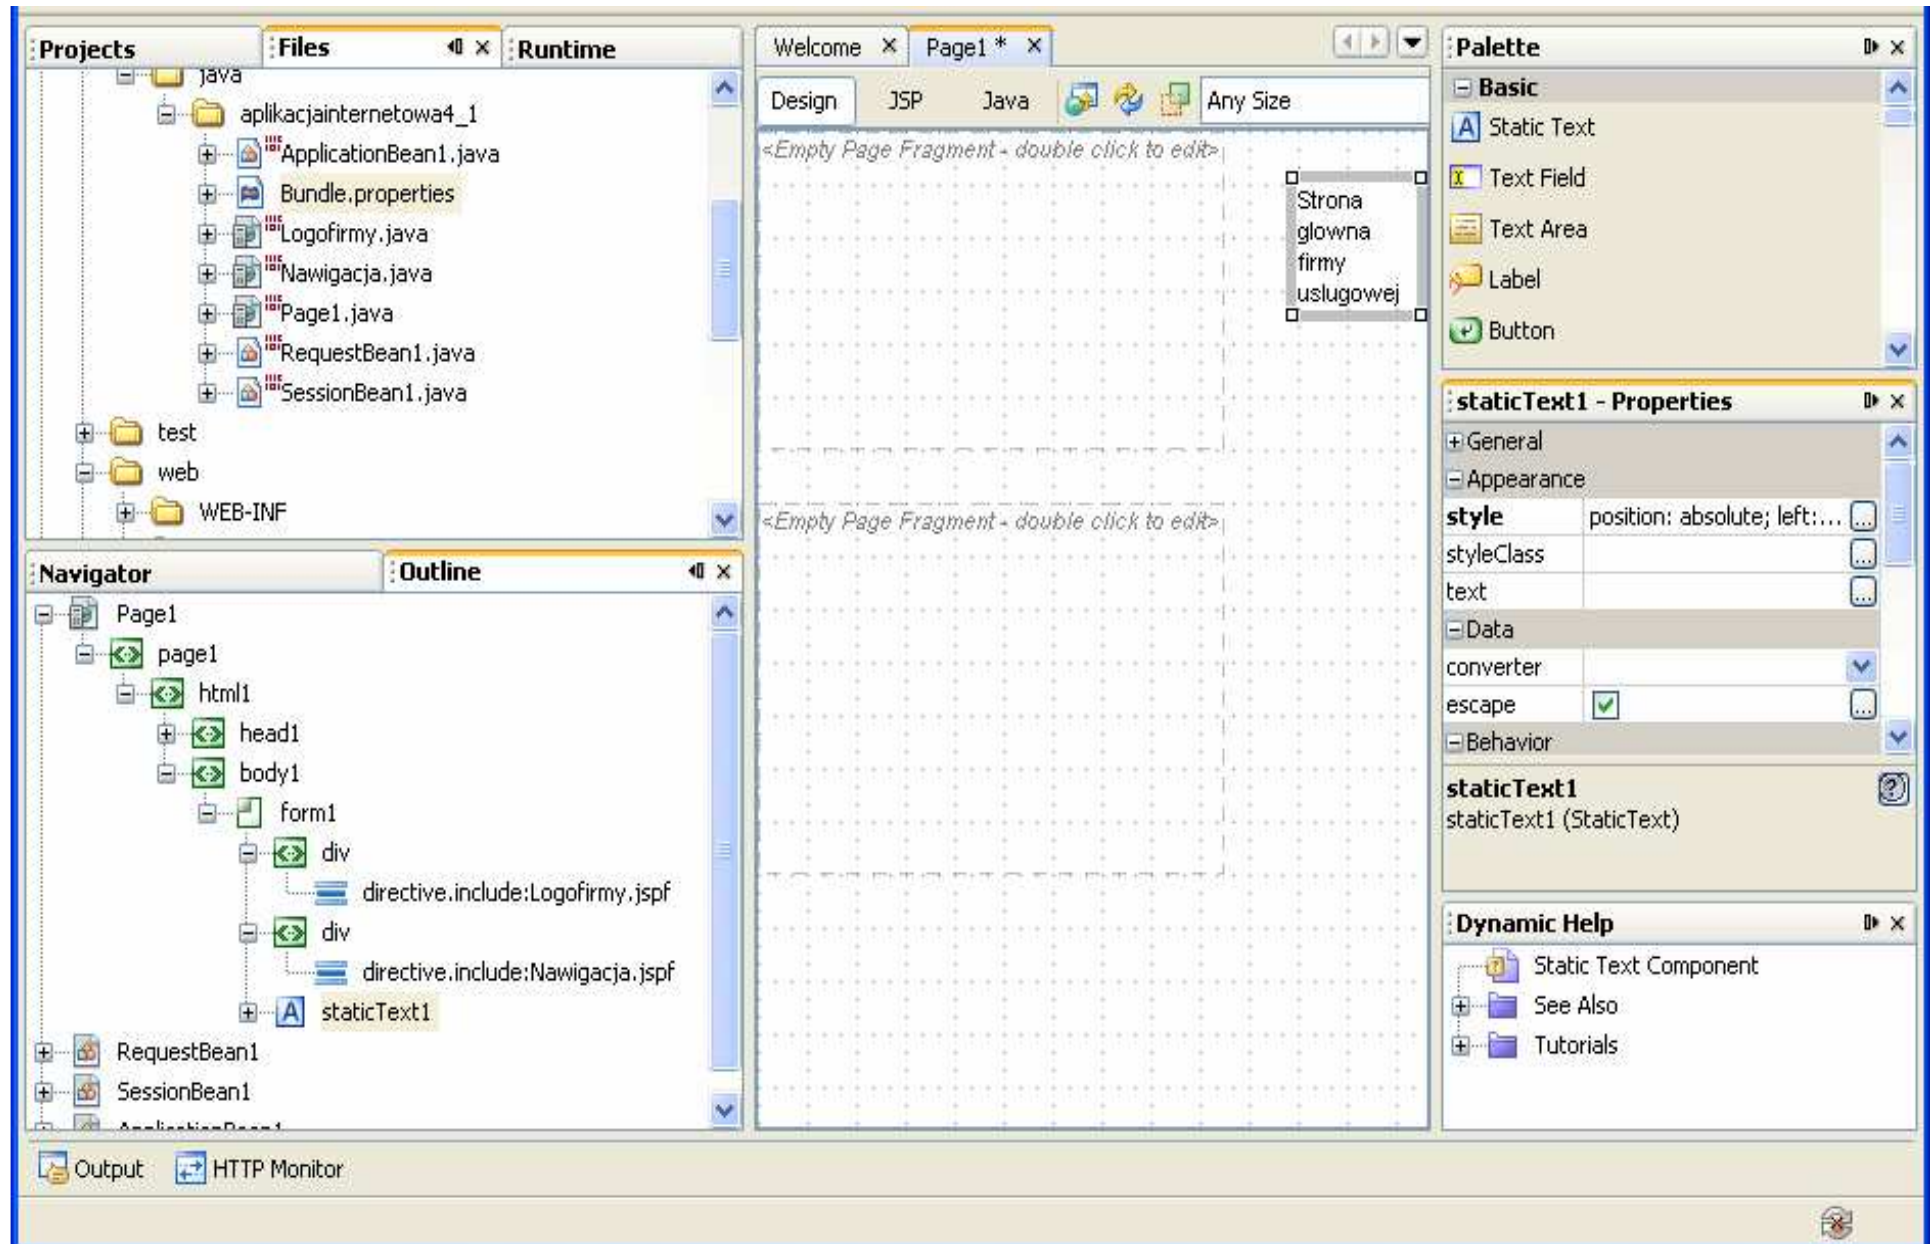 Projects
Files
Runtime
java
aplikacjainternetowa4_1
ApplicationBean1.java
Bundle.properties
Logofirmy.java
Nawigacja.java
Page1.java
RequestBean1.java
SessionBean1.java
test
web
WEB-INF
Navigator
Outline
Page1
page1
html1
head1
body1
form1
div
directive.include:Logofirmy.jspf
div
directive.include:Nawigacja.jspf
staticText1
RequestBean1
SessionBean1
ApplicationBean1
Welcome
Page1 *
Design
JSP
Java
Any Size
<Empty Page Fragment - double click to edit>
Strona
glowna
firmy
uslugowej
<Empty Page Fragment - double click to edit>
Palette
Basic
Static Text
Text Field
Text Area
Label
Button
staticText1 - Properties
General
Appearance
style position: absolute; left:... ...
styleClass ...
text ...
Data
converter
escape ...
Behavior
staticText1
staticText1 (StaticText)
Dynamic Help
Static Text Component
See Also
Tutorials
Output
HTTP Monitor